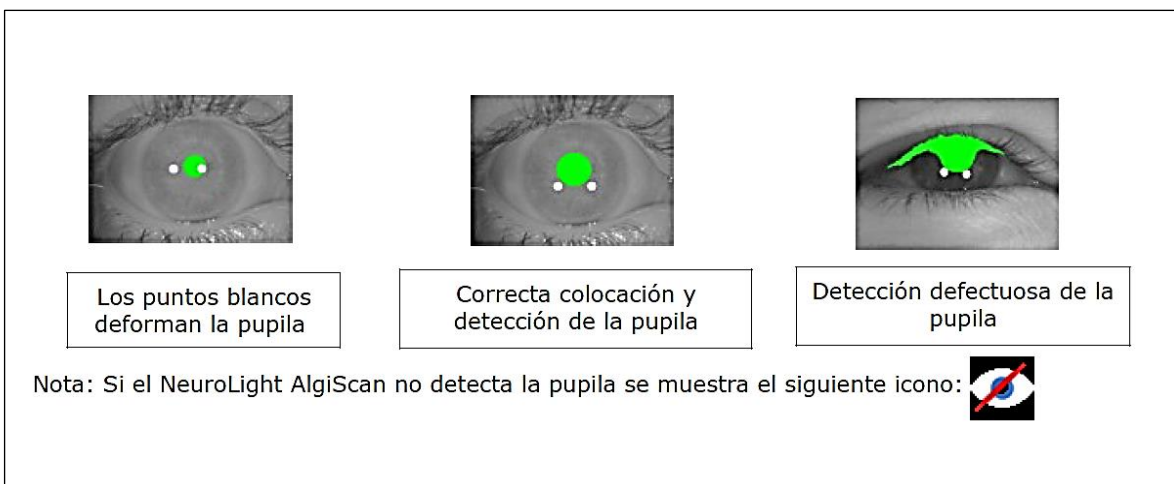 Los puntos blancos
deforman la pupila
Correcta colocación y
detección de la pupila
Detección defectuosa de la
pupila
Nota: Si el NeuroLight AlgiScan no detecta la pupila se muestra el siguiente icono: